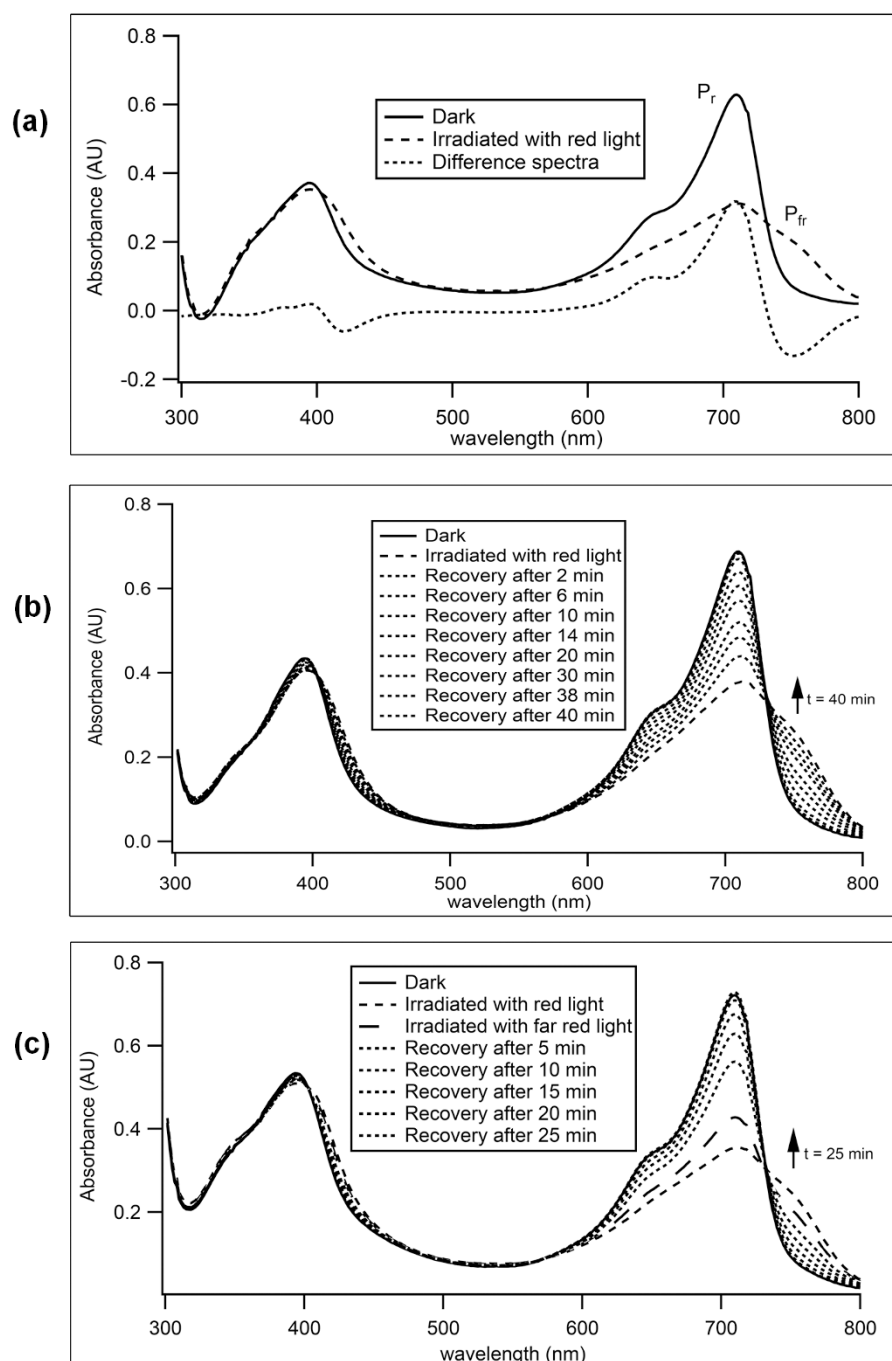 (a)
0.8
0.6
0.4
0.2
0.0
-0.2
Absorbance (AU)
Dark
Irradiated with red light
Difference spectra
Pr
Pfr
300 400 500 600 700 800
wavelength (nm)
(b)
0.8
0.6
0.4
0.2
0.0
Absorbance (AU)
Dark
Irradiated with red light
Recovery after 2 min
Recovery after 6 min
Recovery after 10 min
Recovery after 14 min
Recovery after 20 min
Recovery after 30 min
Recovery after 38 min
Recovery after 40 min
t = 40 min
300 400 500 600 700 800
wavelength (nm)
(c)
0.8
0.6
0.4
0.2
Absorbance (AU)
Dark
Irradiated with red light
Irradiated with far red light
Recovery after 5 min
Recovery after 10 min
Recovery after 15 min
Recovery after 20 min
Recovery after 25 min
t = 25 min
300 400 500 600 700 800
wavelength (nm)